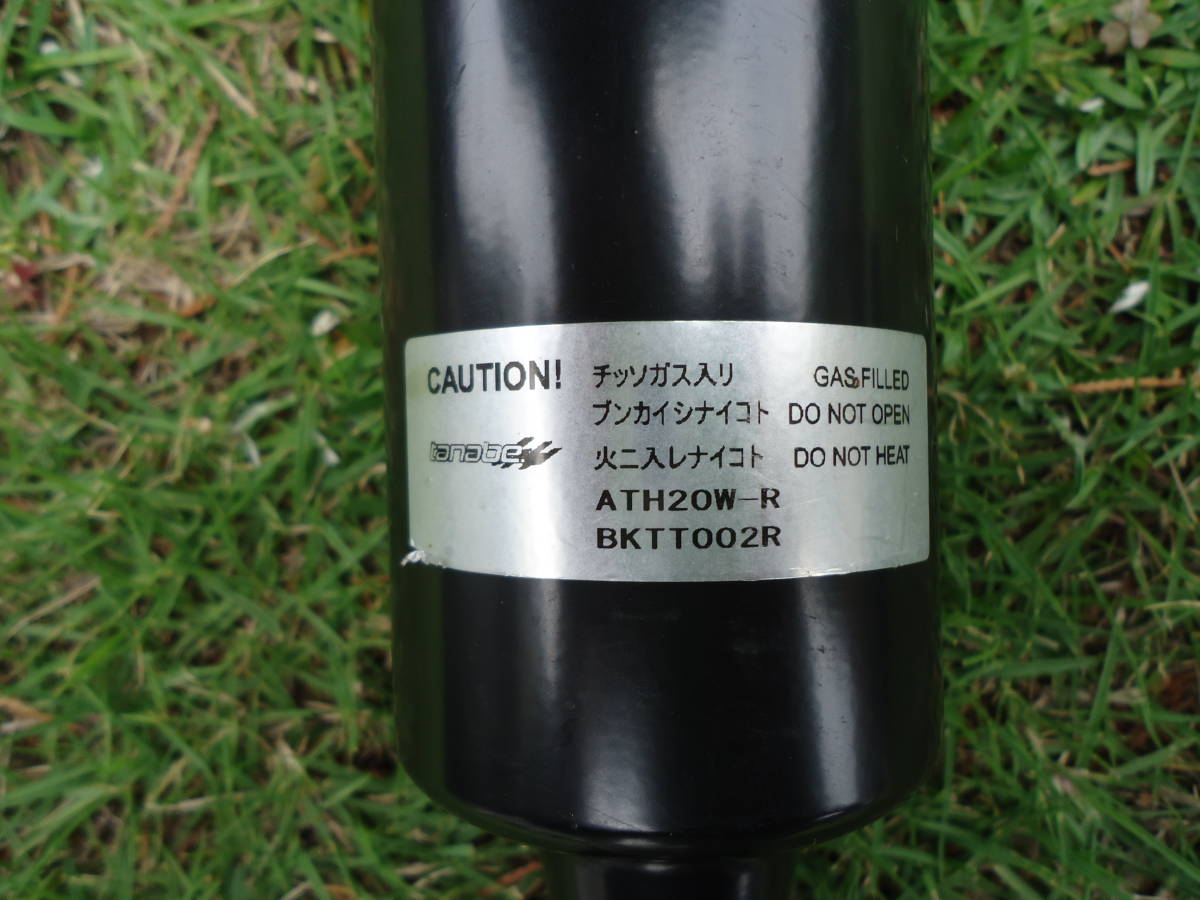 CAUTION! チッソガス入リ GAS FILLED
ブンカイシナイコト DO NOT OPEN
tanabe 火ニ入レナイコト DO NOT HEAT
ATH20W-R
BKTT002R